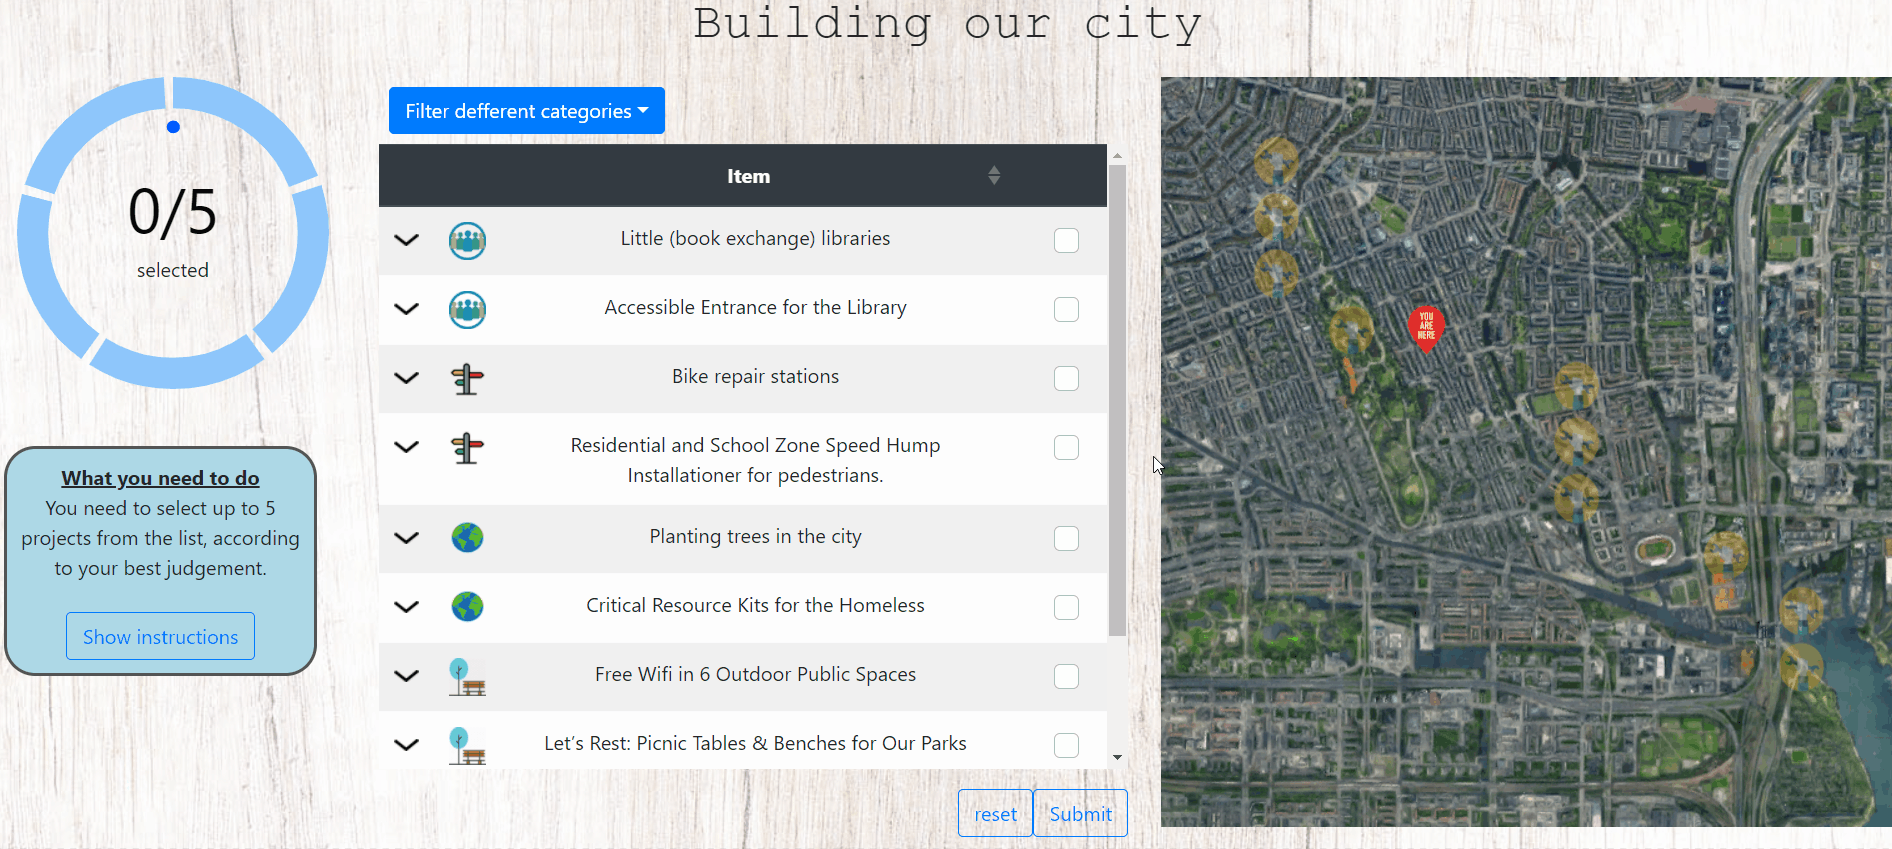 Building our city
0/5
selected
What you need to do
You need to select up to 5
projects from the list, according
to your best judgement.
Show instructions
Filter defferent categories
Item
Little (book exchange) libraries
Accessible Entrance for the Library
Bike repair stations
Residential and School Zone Speed Hump
Installationer for pedestrians.
Planting trees in the city
Critical Resource Kits for the Homeless
Free Wifi in 6 Outdoor Public Spaces
Let’s Rest: Picnic Tables & Benches for Our Parks
reset
Submit
YOU
ARE
HERE